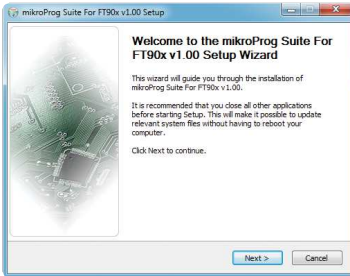 mikroProg Suite For FT90x v1.00 Setup
Welcome to the mikroProg Suite For
FT90x v1.00 Setup Wizard
This wizard will guide you through the installation of
mikroProg Suite For FT90x v1.00.
It is recommended that you close all other applications
before starting Setup. This will make it possible to update
relevant system files without having to reboot your
computer.
Click Next to continue.
Next > Cancel